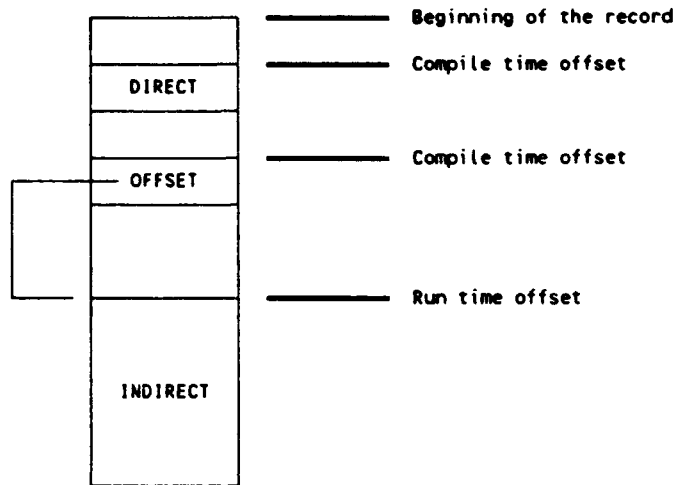 Beginning of the record
Compile time offset
DIRECT
Compile time offset
OFFSET
Run time offset
INDIRECT